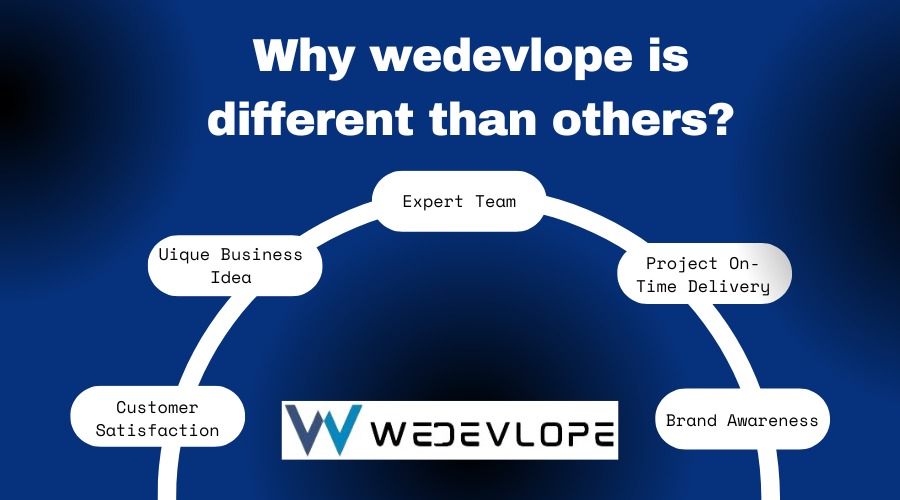 Why wedevlope is
different than others?
Expert Team
Uique Business
Idea
Project On-
Time Delivery
Customer
Satisfaction
Brand Awareness
WEDEVLOPE